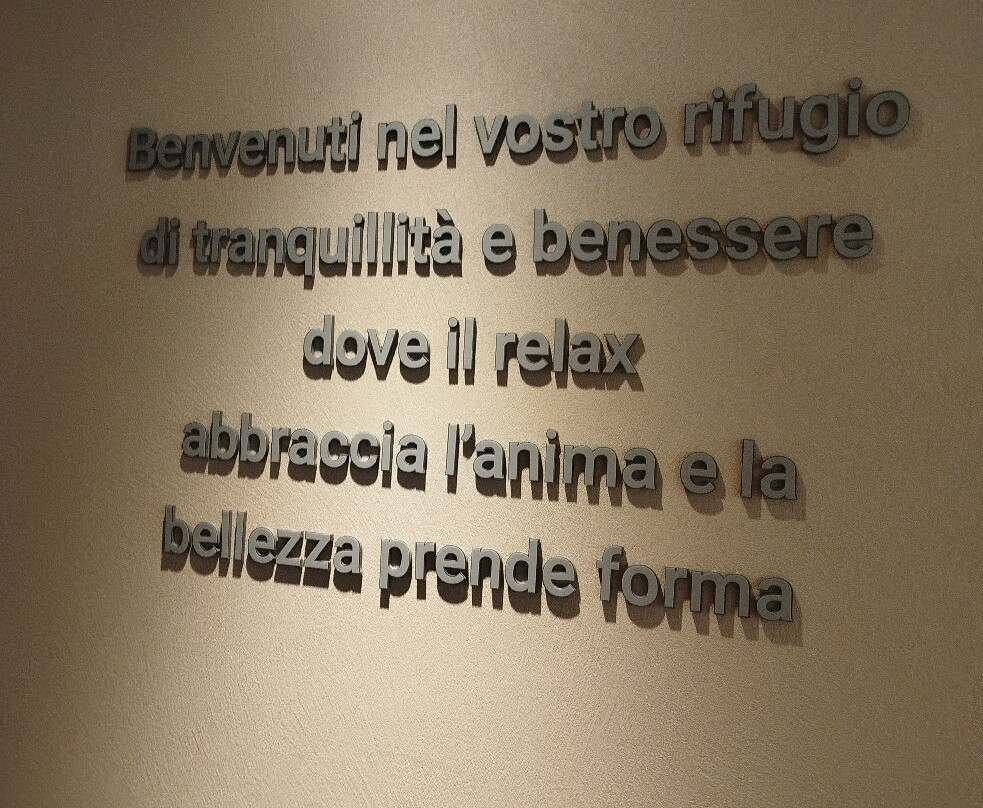 Benvenuti nel vostro rifugio
di tranquillità e benessere
dove il relax
abbraccia l'anima e la
bellezza prende forma